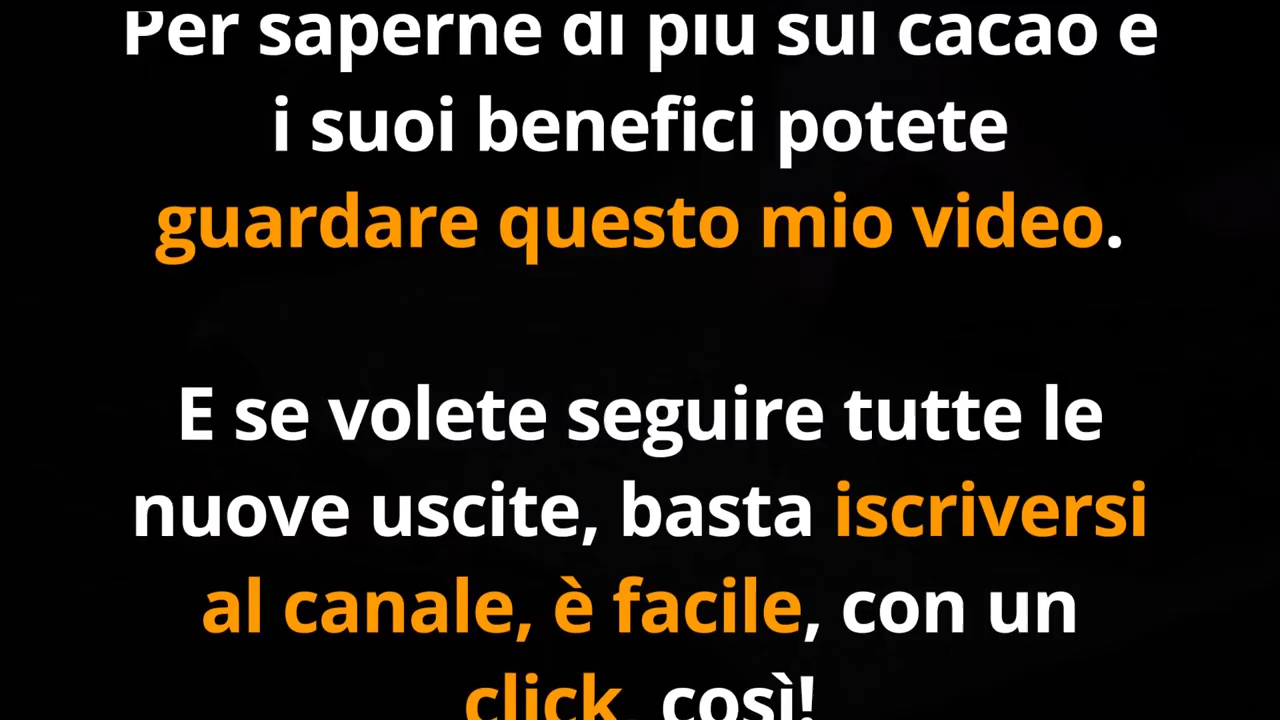 Per saperne di più sul cacao e
i suoi benefici potete
guardare questo mio video.
E se volete seguire tutte le
nuove uscite, basta iscriversi
al canale, è facile, con un
click, così!